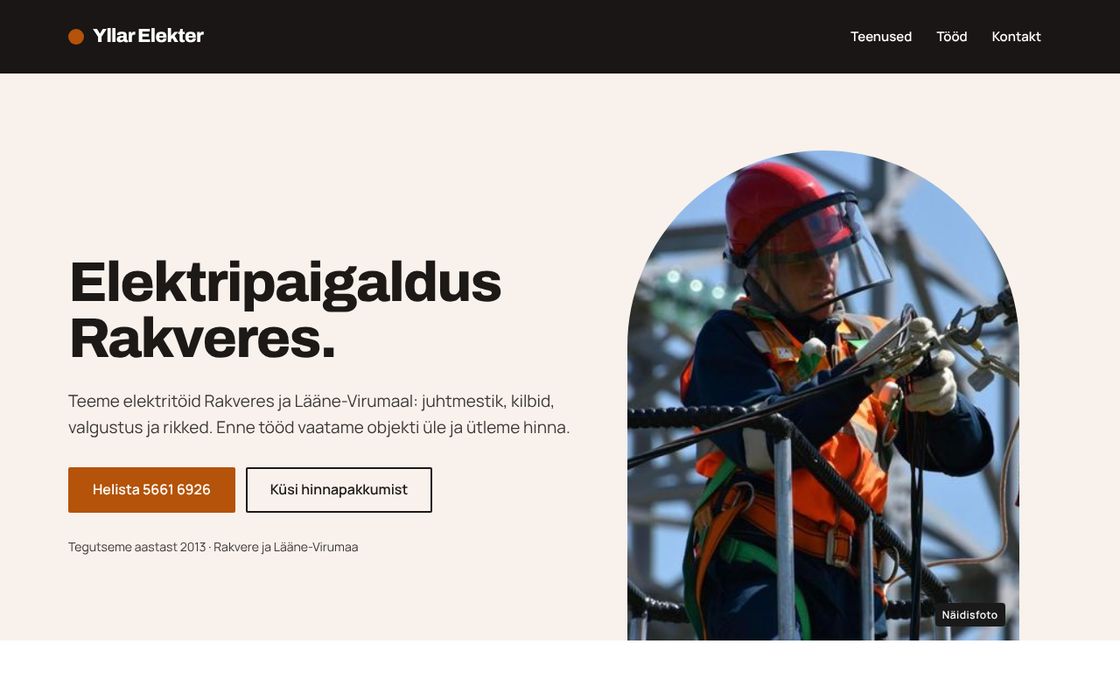 Yllar Elekter
Teenused Tööd Kontakt
Elektripaigaldus
Rakveres.
Teeme elektritöid Rakveres ja Lääne-Virumaal: juhtmestik, kilbid,
valgustus ja rikked. Enne tööd vaatame objekti üle ja ütleme hinna.
Helista 5661 6926
Küsi hinnapakkumist
Tegutseme aastast 2013 · Rakvere ja Lääne-Virumaa
Näidisfoto